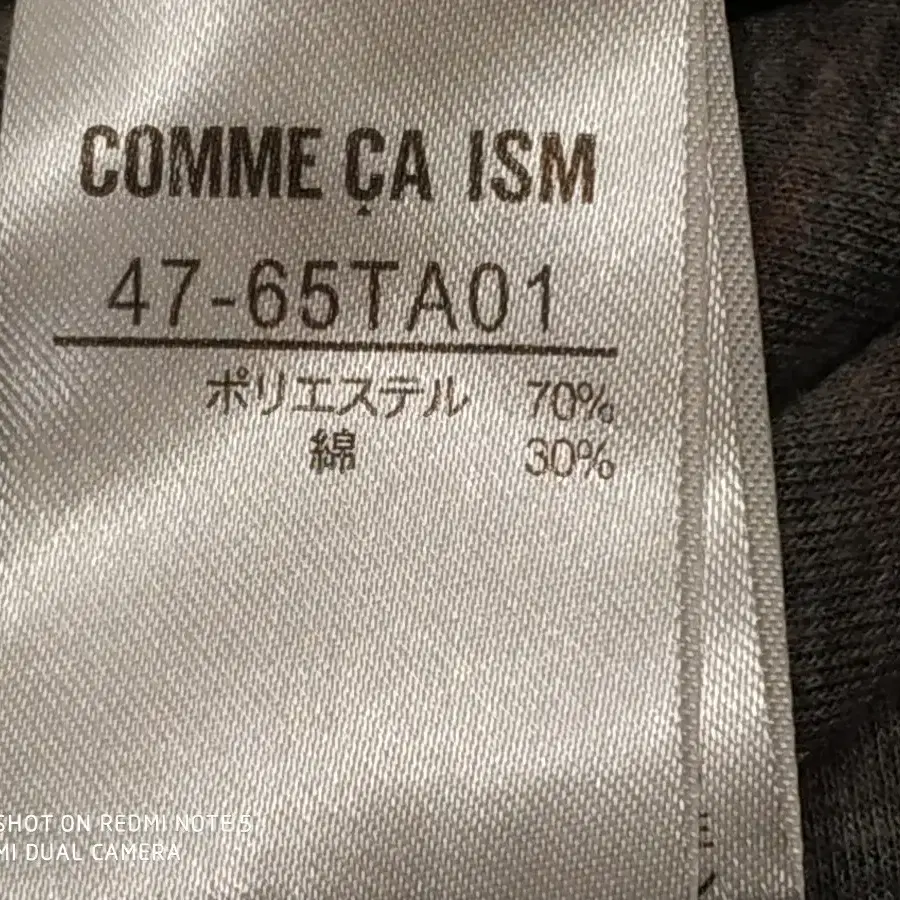 COMME ÇA ISM
47-65TA01
ポリエステル 70%
綿 30%
SHOT ON REDMI NOTE 5
MI DUAL CAMERA